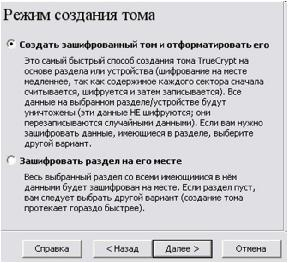 Режим создания тома
Создать зашифрованный том и отформатировать его
Это самый быстрый способ создания тома TrueCrypt на
основе раздела или устройства (шифрование на месте
медленнее, так как содержимое каждого сектора сначала
считывается, шифруется и затем записывается). Все
данные на выбранном разделе/устройстве будут
уничтожены (эти данные НЕ шифруются; они
перезаписываются случайными данными). Если вам нужно
зашифровать данные, имеющиеся в разделе, выберите
другой вариант.
Зашифровать раздел на его месте
Весь выбранный раздел со всеми имеющимися в нём
данными будет зашифрован на месте. Если раздел пуст,
вам следует выбрать другой вариант (создание тома
протекает гораздо быстрее).
Справка < Назад Далее > Отмена